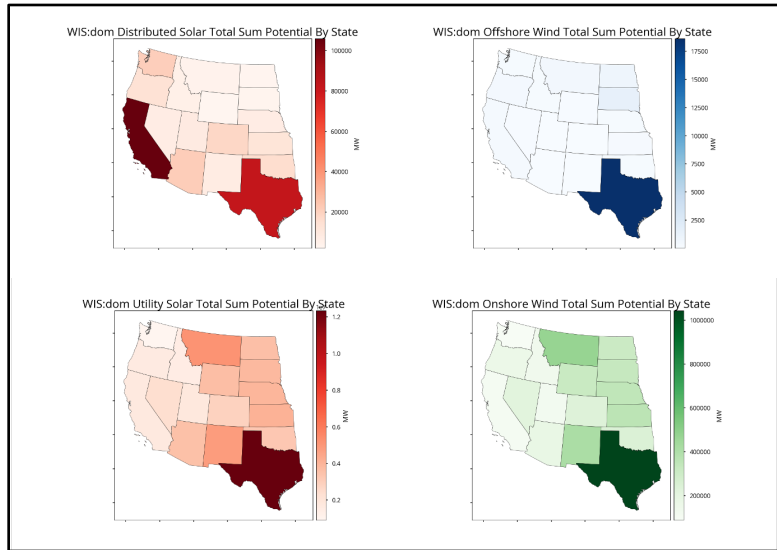 WIS:dom Distributed Solar Total Sum Potential By State
100000
80000
60000
40000
20000
MW
WIS:dom Offshore Wind Total Sum Potential By State
17500
15000
12500
10000
7500
5000
2500
MW
WIS:dom Utility Solar Total Sum Potential By State
1.2
1.0
0.8
0.6
0.4
0.2
MW
WIS:dom Onshore Wind Total Sum Potential By State
1000000
800000
600000
400000
200000
MW